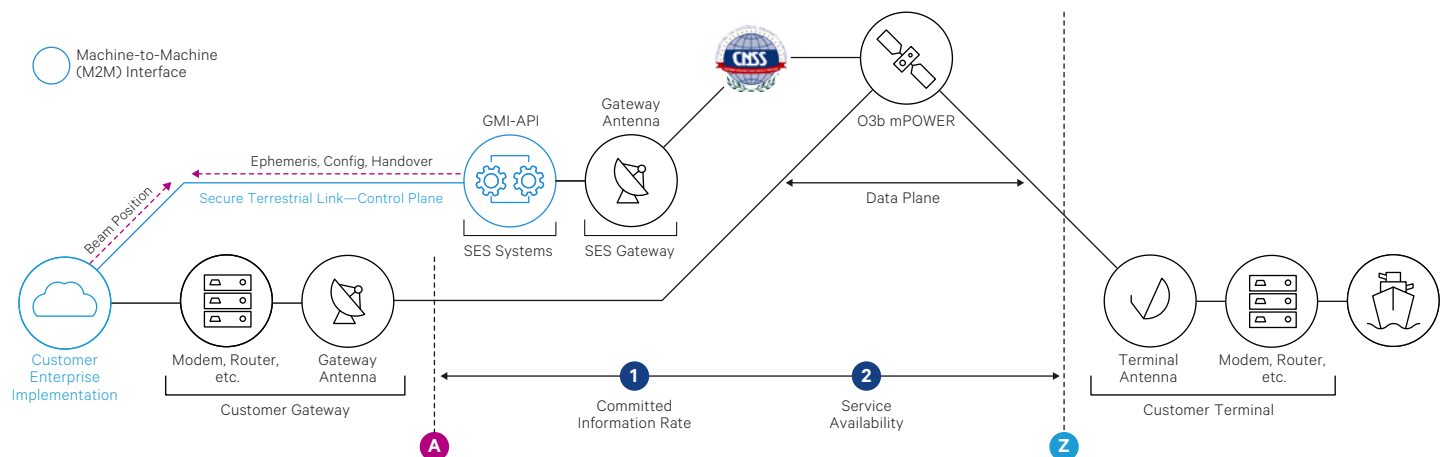 Machine-to-Machine
(M2M) Interface
CNSS
O3b mPOWER
Gateway
Antenna
GMI-API
Ephemeris, Config, Handover
Secure Terrestrial Link—Control Plane
Beam Position
Data Plane
SES Systems
SES Gateway
Customer
Enterprise
Implementation
Modem, Router,
etc.
Gateway
Antenna
Customer Gateway
1
Committed
Information Rate
2
Service
Availability
Terminal
Antenna
Modem, Router,
etc.
Customer Terminal
A
Z